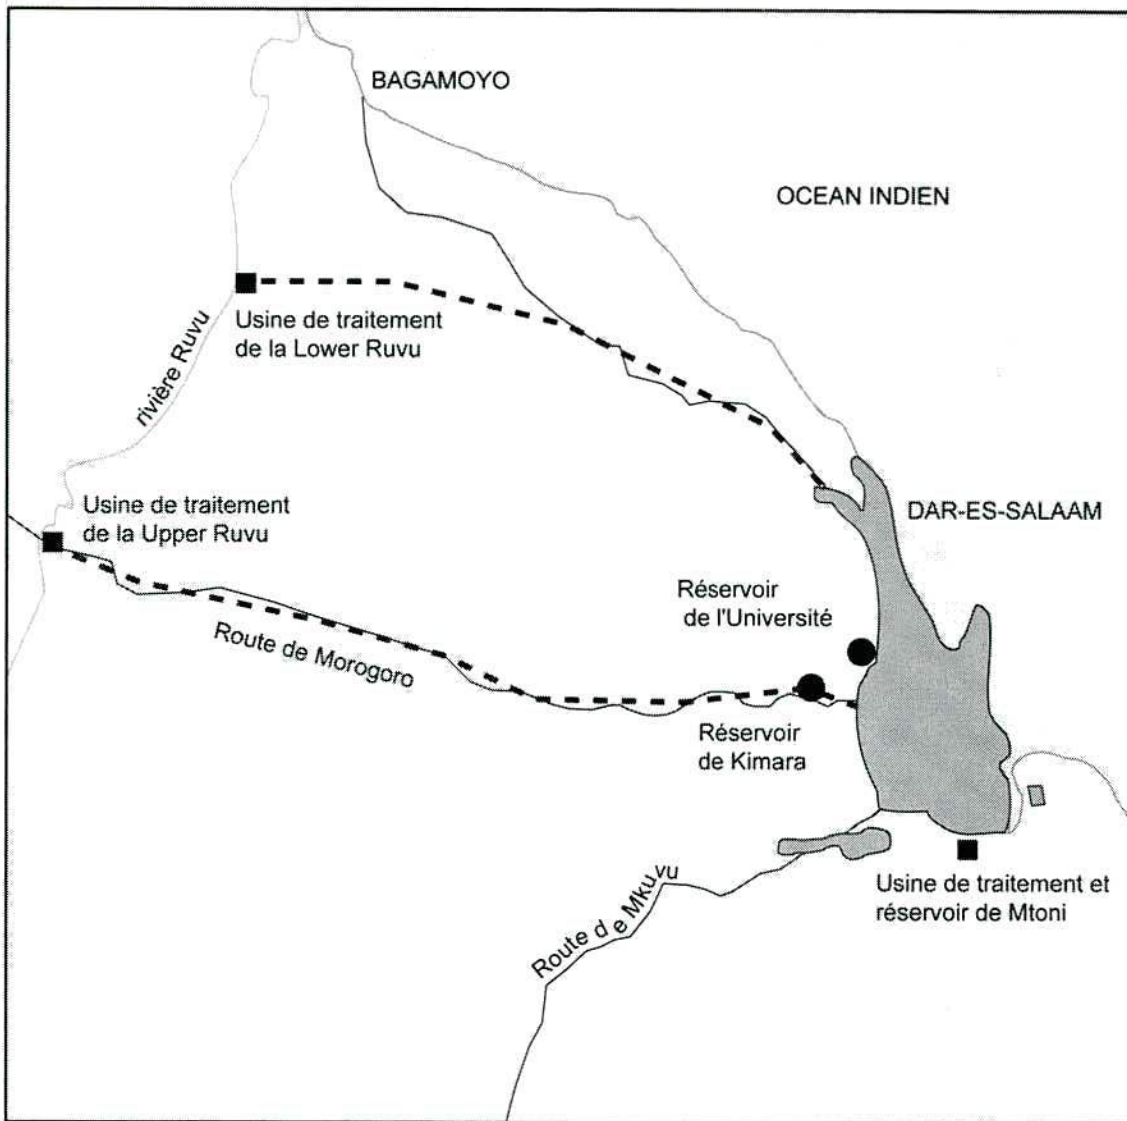 BAGAMOYO
OCEAN INDIEN
Usine de traitement
de la Lower Ruvu
rivière Ruvu
Usine de traitement
de la Upper Ruvu
DAR-ES-SALAAM
Réservoir
de l'Université
Route de Morogoro
Réservoir
de Kimara
Usine de traitement et
réservoir de Mtoni
Route de Mkuvu